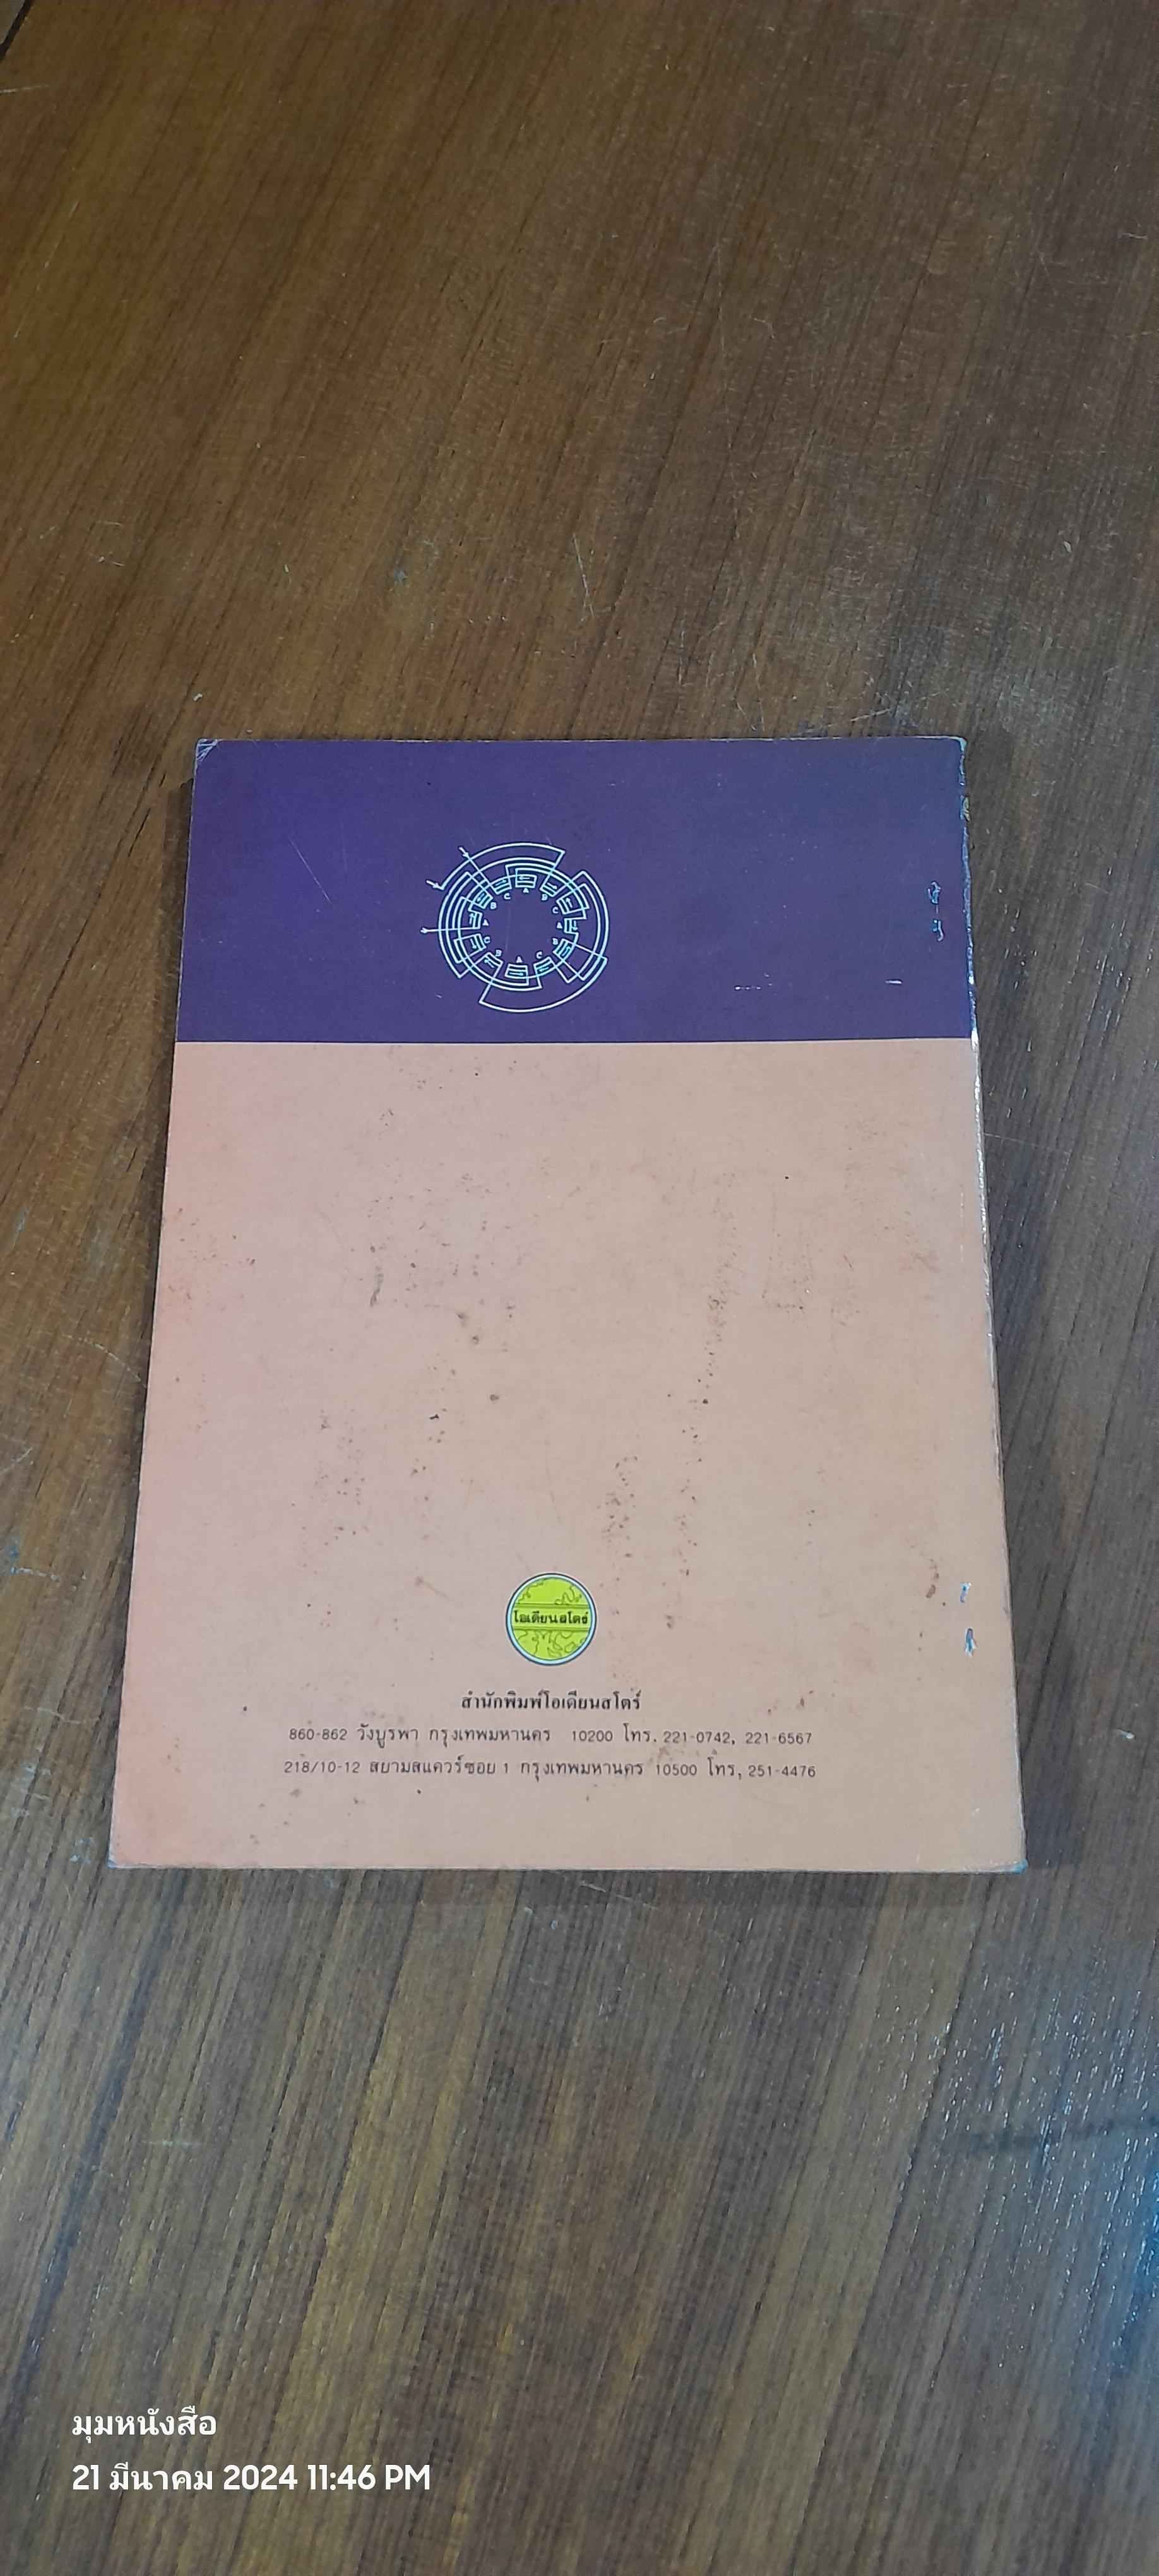 A B C A B C A B C A B C
โอเดียนสโตร์
สำนักพิมพ์โอเดียนสโตร์
860-862 วังบูรพา กรุงเทพมหานคร 10200 โทร. 221-0742, 221-6567
218/10-12 สยามสแควร์ซอย 1 กรุงเทพมหานคร 10500 โทร, 251-4476
มุมหนังสือ
21 มีนาคม 2024 11:46 PM